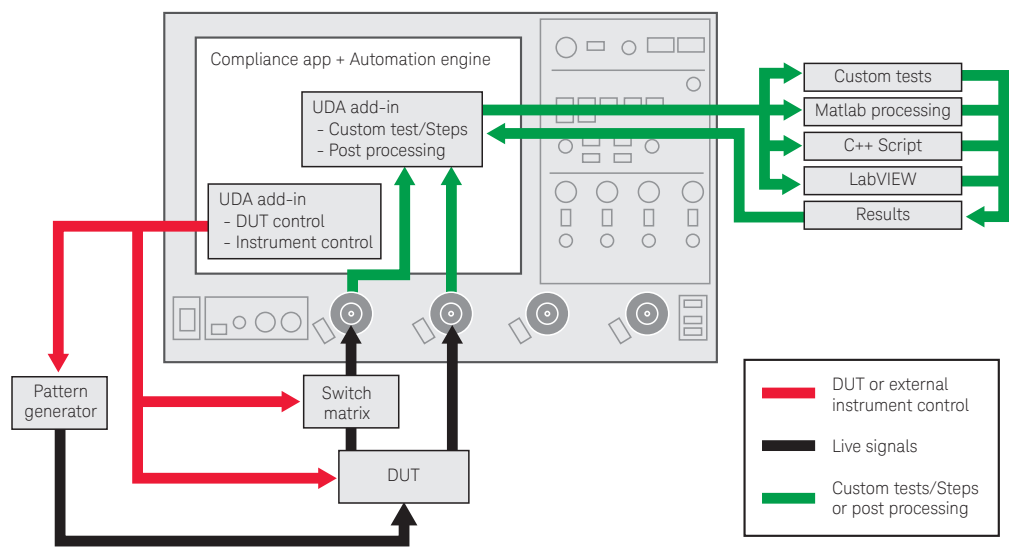 Compliance app + Automation engine
UDA add-in
- Custom test/Steps
- Post processing
UDA add-in
- DUT control
- Instrument control
Custom tests
Matlab processing
C++ Script
LabVIEW
Results
Pattern
generator
Switch
matrix
DUT
DUT or external
instrument control
Live signals
Custom tests/Steps
or post processing